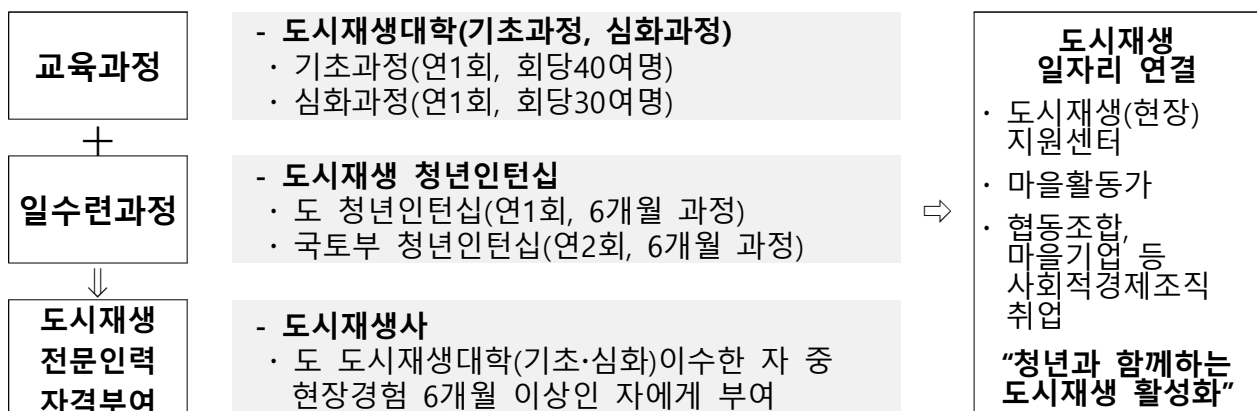 교육과정
- 도시재생대학(기초과정, 심화과정)
· 기초과정(연1회, 회당40여명)
· 심화과정(연1회, 회당30여명)
+
일수련과정
- 도시재생 청년인턴십
· 도 청년인턴십(연1회, 6개월 과정)
· 국토부 청년인턴십(연2회, 6개월 과정)
⇓
도시재생
전문인력
자격부여
- 도시재생사
· 도 도시재생대학(기초·심화)이수한 자 중
현장경험 6개월 이상인 자에게 부여
⇨
도시재생
일자리 연결
· 도시재생(현장)
지원센터
· 마을활동가
· 협동조합,
마을기업 등
사회적경제조직
취업
“청년과 함께하는
도시재생 활성화”